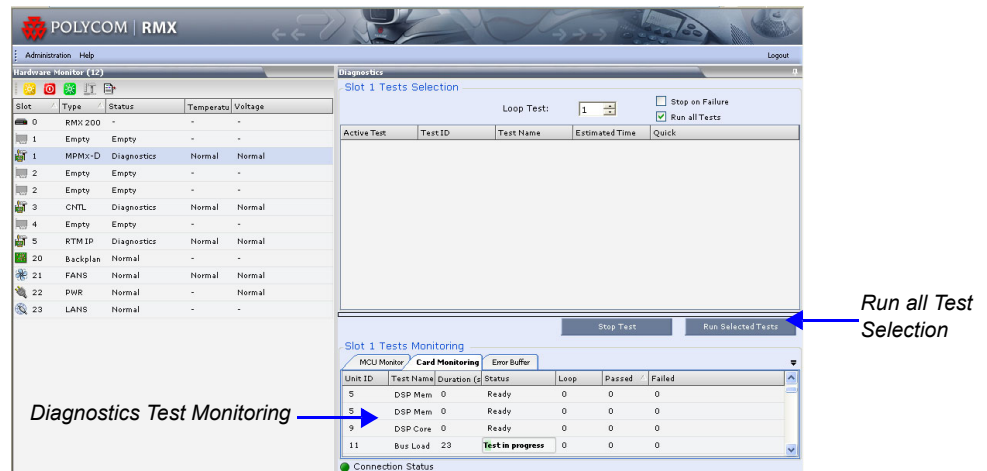 POLYCOM | RMX
Administration Help Logout
Hardware Monitor (12)
Slot Type Status Temperatu Voltage
0 RMX 200 - - -
1 Empty Empty - -
1 MPMx-D Diagnostics Normal Normal
2 Empty Empty - -
2 Empty Empty - -
3 CNTL Diagnostics Normal Normal
4 Empty Empty - -
5 RTM IP Diagnostics Normal Normal
20 Backplan Normal - -
21 FANS Normal Normal Normal
22 PWR Normal - Normal
23 LANS Normal - -
Diagnostics
Slot 1 Tests Selection
Loop Test: 1
Stop on Failure
Run all Tests
Active Test Test ID Test Name Estimated Time Quick
Stop Test Run Selected Tests
Run all Test
Selection
Slot 1 Tests Monitoring
MCU Monitor Card Monitoring Error Buffer
Unit ID Test Name Duration (s Status Loop Passed Failed
5 DSP Mem 0 Ready 0 0 0
5 DSP Mem 0 Ready 0 0 0
9 DSP Core 0 Ready 0 0 0
11 Bus Load 23 Test in progress 0 0 0
Diagnostics Test Monitoring
Connection Status